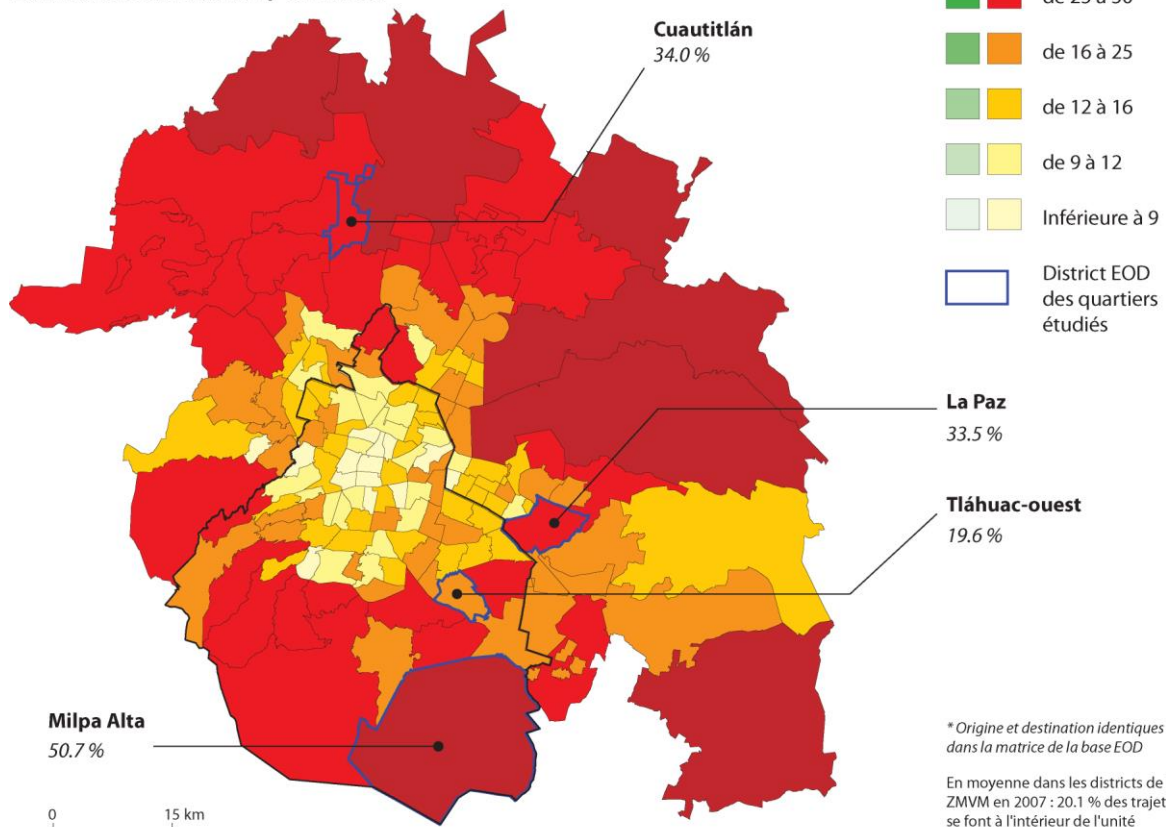 Cuautitlán
34.0 %
de 16 à 25
de 12 à 16
de 9 à 12
Inférieure à 9
District EOD
des quartiers
étudiés
La Paz
33.5 %
Tláhuac-ouest
19.6 %
Milpa Alta
50.7 %
0 15 km
* Origine et destination identiques
dans la matrice de la base EOD
En moyenne dans les districts de
ZMVM en 2007 : 20.1 % des trajet
se font à l'intérieur de l'unité